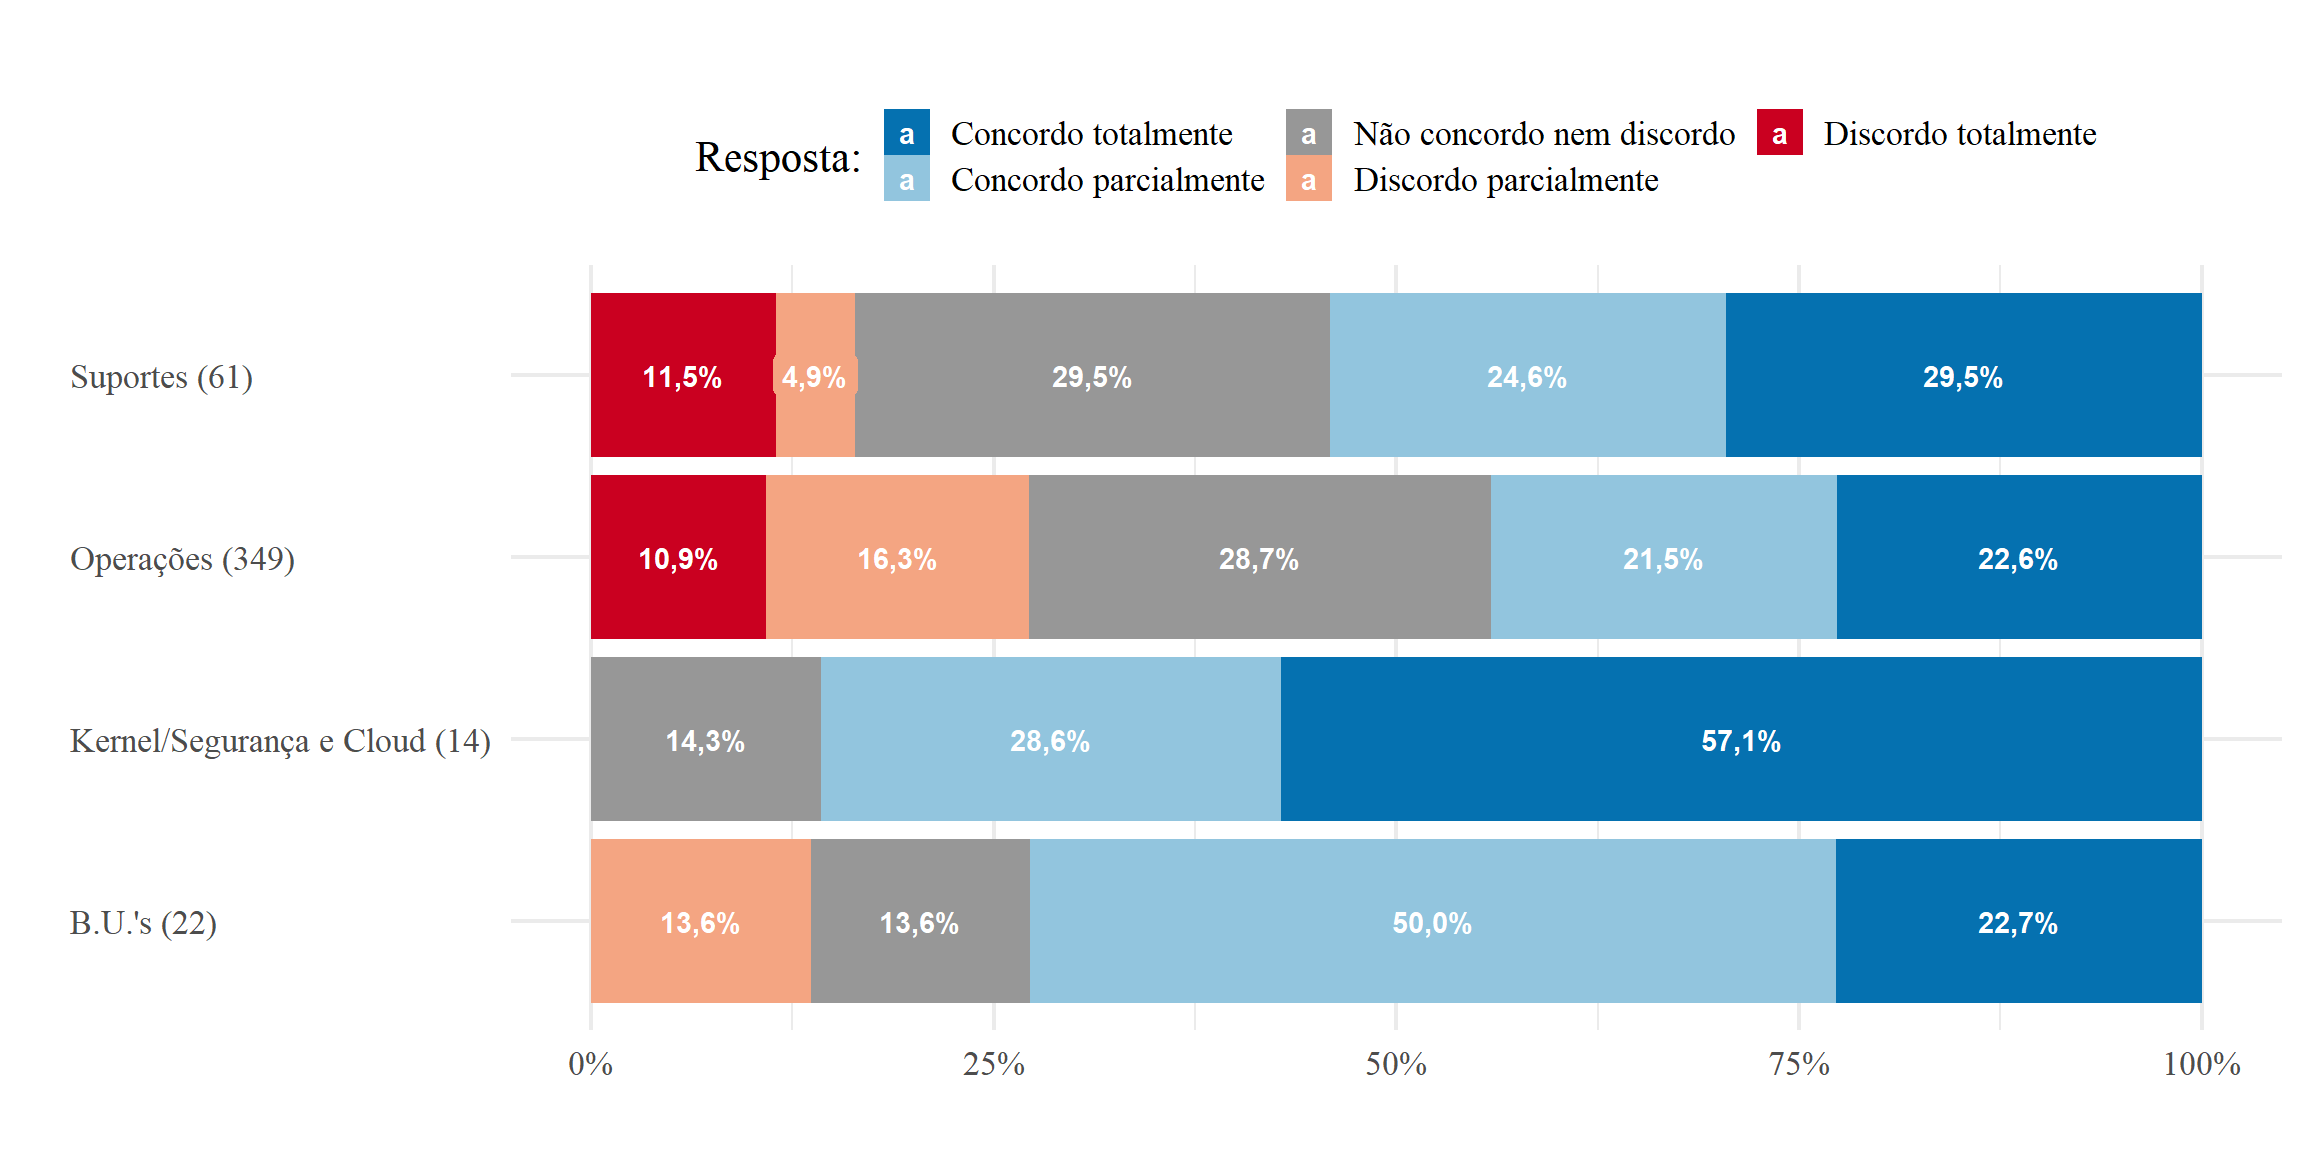 Resposta:
a Concordo totalmente a Não concordo nem discordo a Discordo totalmente
a Concordo parcialmente a Discordo parcialmente
Suportes (61) 11,5% 4,9% 29,5% 24,6% 29,5%
Operações (349) 10,9% 16,3% 28,7% 21,5% 22,6%
Kernel/Segurança e Cloud (14) 14,3% 28,6% 57,1%
B.U.'s (22) 13,6% 13,6% 50,0% 22,7%
0% 25% 50% 75% 100%